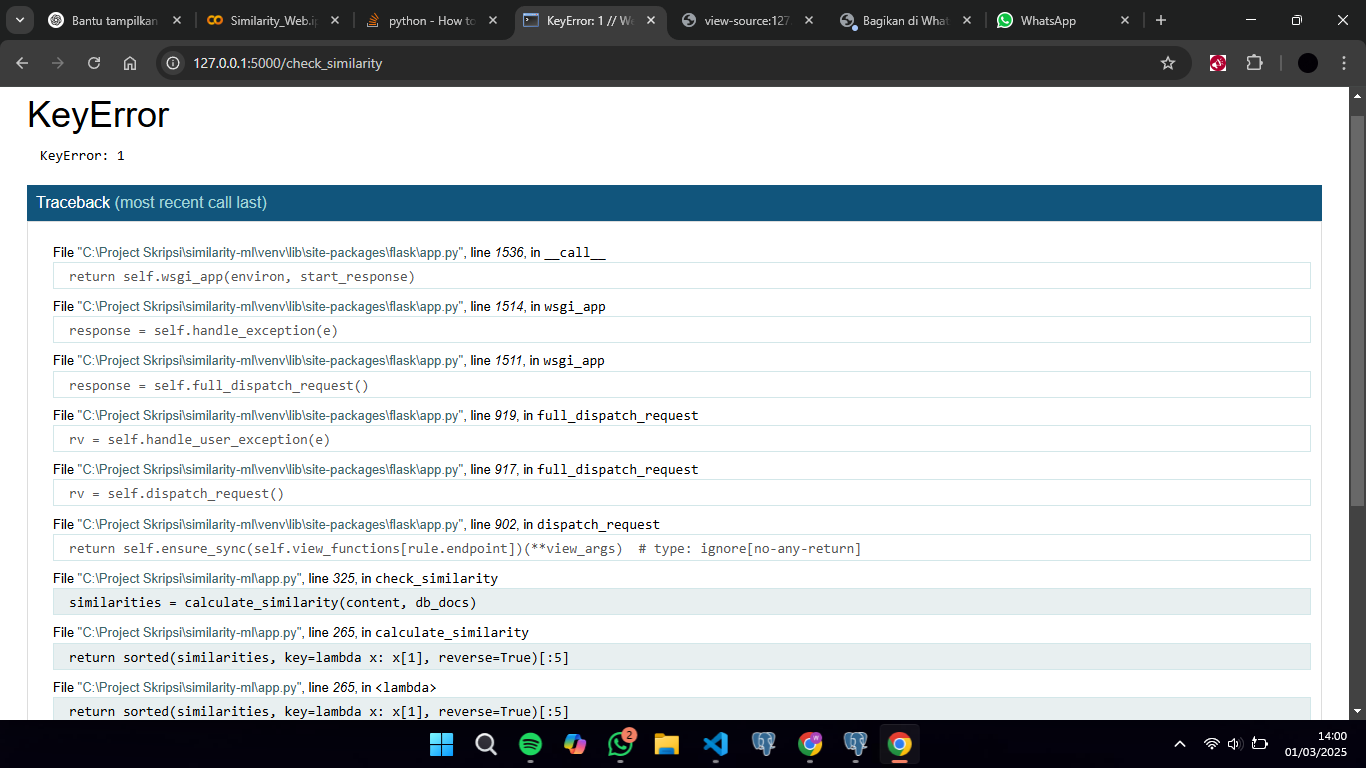 Bantu tampilkan
Similarity_Web.ip
python - How to
KeyError: 1 // We
view-source:127
Bagikan di What
WhatsApp
127.0.0.1:5000/check_similarity
KeyError
KeyError: 1
Traceback (most recent call last)
File "C:\Project Skripsi\similarity-ml\venv\lib\site-packages\flask\app.py", line 1536, in __call__
return self.wsgi_app(environ, start_response)
File "C:\Project Skripsi\similarity-ml\venv\lib\site-packages\flask\app.py", line 1514, in wsgi_app
response = self.handle_exception(e)
File "C:\Project Skripsi\similarity-ml\venv\lib\site-packages\flask\app.py", line 1511, in wsgi_app
response = self.full_dispatch_request()
File "C:\Project Skripsi\similarity-ml\venv\lib\site-packages\flask\app.py", line 919, in full_dispatch_request
rv = self.handle_user_exception(e)
File "C:\Project Skripsi\similarity-ml\venv\lib\site-packages\flask\app.py", line 917, in full_dispatch_request
rv = self.dispatch_request()
File "C:\Project Skripsi\similarity-ml\venv\lib\site-packages\flask\app.py", line 902, in dispatch_request
return self.ensure_sync(self.view_functions[rule.endpoint])(**view_args)  # type: ignore[no-any-return]
File "C:\Project Skripsi\similarity-ml\app.py", line 325, in check_similarity
similarities = calculate_similarity(content, db_docs)
File "C:\Project Skripsi\similarity-ml\app.py", line 265, in calculate_similarity
return sorted(similarities, key=lambda x: x[1], reverse=True)[:5]
File "C:\Project Skripsi\similarity-ml\app.py", line 265, in <lambda>
return sorted(similarities, key=lambda x: x[1], reverse=True)[:5]
2
14:00
01/03/2025